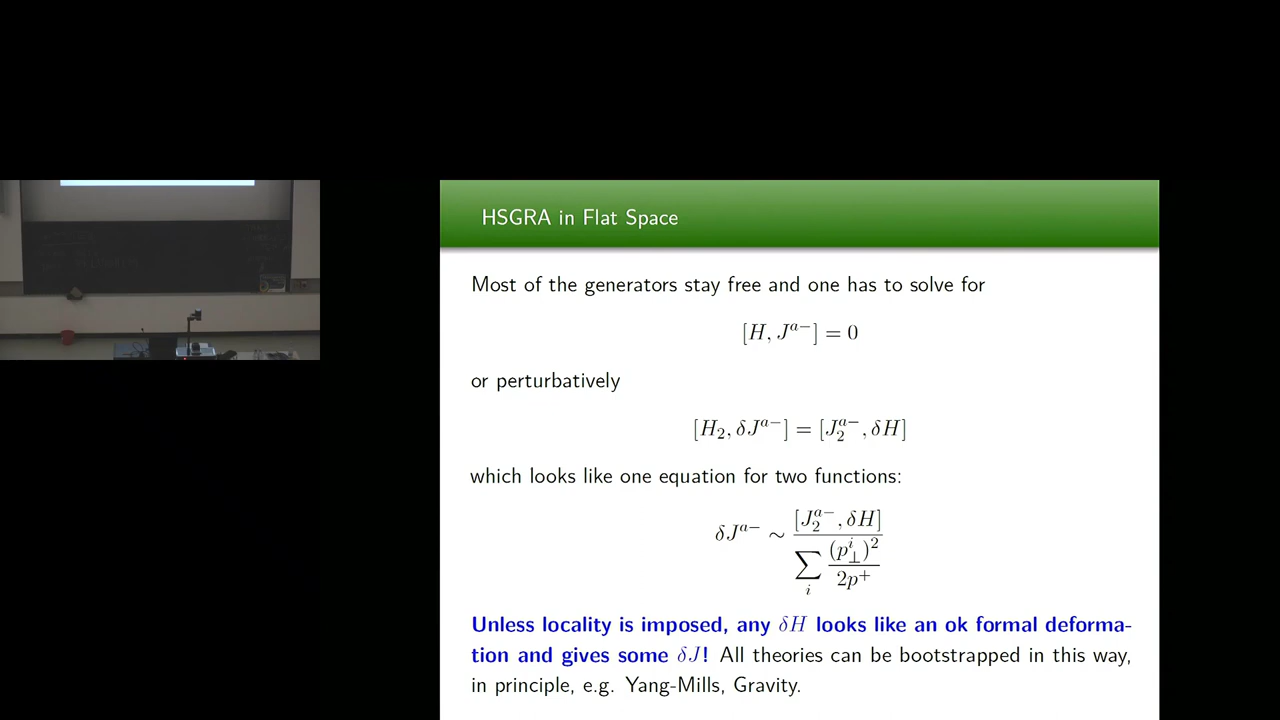 HSGRA in Flat Space
Most of the generators stay free and one has to solve for
[H, J^{a−}] = 0
or perturbatively
[H_2, δJ^{a−}] = [J_2^{a−}, δH]
which looks like one equation for two functions:
δJ^{a−} ∼ \frac{[J_2^{a−}, δH]}{\sum_i \frac{(p_⊥^i)^2}{2p^+}}
Unless locality is imposed, any δH looks like an ok formal deforma-
tion and gives some δJ! All theories can be bootstrapped in this way,
in principle, e.g. Yang-Mills, Gravity.